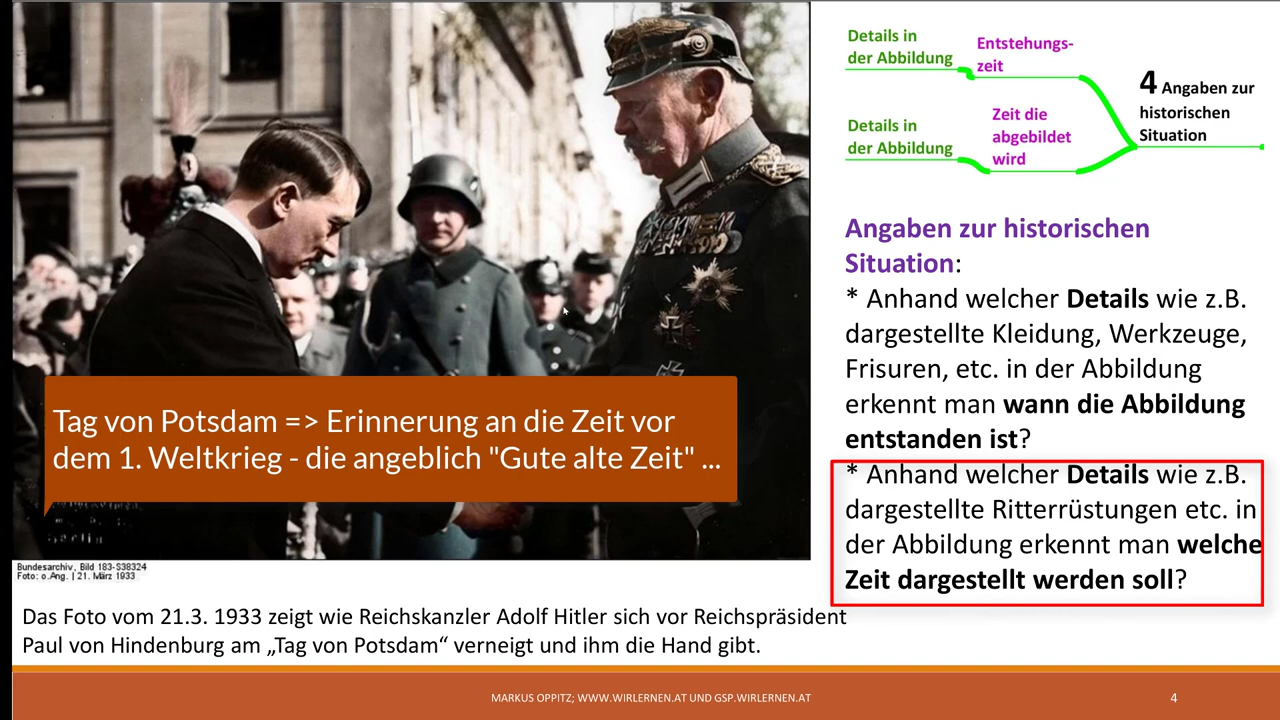 Details in
der Abbildung
Entstehungs-
zeit
4 Angaben zur
historischen
Situation
Details in
der Abbildung
Zeit die
abgebildet
wird
Angaben zur historischen
Situation:
* Anhand welcher Details wie z.B.
dargestellte Kleidung, Werkzeuge,
Frisuren, etc. in der Abbildung
erkennt man wann die Abbildung
entstanden ist?
* Anhand welcher Details wie z.B.
dargestellte Ritterrüstungen etc. in
der Abbildung erkennt man welche
Zeit dargestellt werden soll?
Tag von Potsdam => Erinnerung an die Zeit vor
dem 1. Weltkrieg - die angeblich "Gute alte Zeit" ...
Berlin
Bundesarchiv, Bild 183-S38324
Foto: o.Ang. | 21. März 1933
Das Foto vom 21.3. 1933 zeigt wie Reichskanzler Adolf Hitler sich vor Reichspräsident
Paul von Hindenburg am „Tag von Potsdam“ verneigt und ihm die Hand gibt.
MARKUS OPPITZ; WWW.WIRLERNEN.AT UND GSP.WIRLERNEN.AT
4